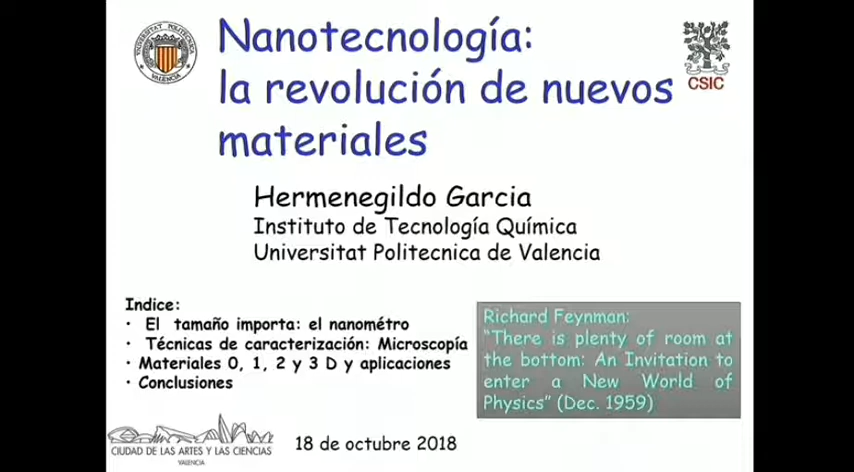 Nanotecnología:
la revolución de nuevos
materiales
CSIC
Hermenegildo Garcia
Instituto de Tecnología Química
Universitat Politecnica de Valencia
Indice:
• El tamaño importa: el nanométro
• Técnicas de caracterización: Microscopía
• Materiales 0, 1, 2 y 3 D y aplicaciones
• Conclusiones
Richard Feynman:
“There is plenty of room at
the bottom: An Invitation to
enter a New World of
Physics” (Dec. 1959)
CIUDAD DE LAS ARTES Y LAS CIENCIAS
VALENCIA
18 de octubre 2018